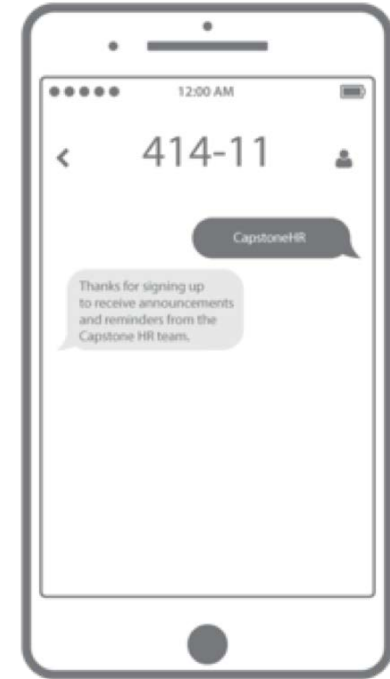 12:00 AM
414-11
CapstoneHR
Thanks for signing up
to receive announcements
and reminders from the
Capstone HR team.